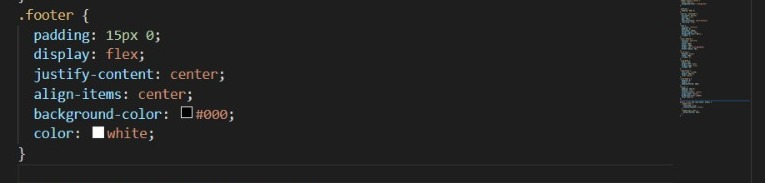 .footer {
padding: 15px 0;
display: flex;
justify-content: center;
align-items: center;
background-color: #000;
color: white;
}